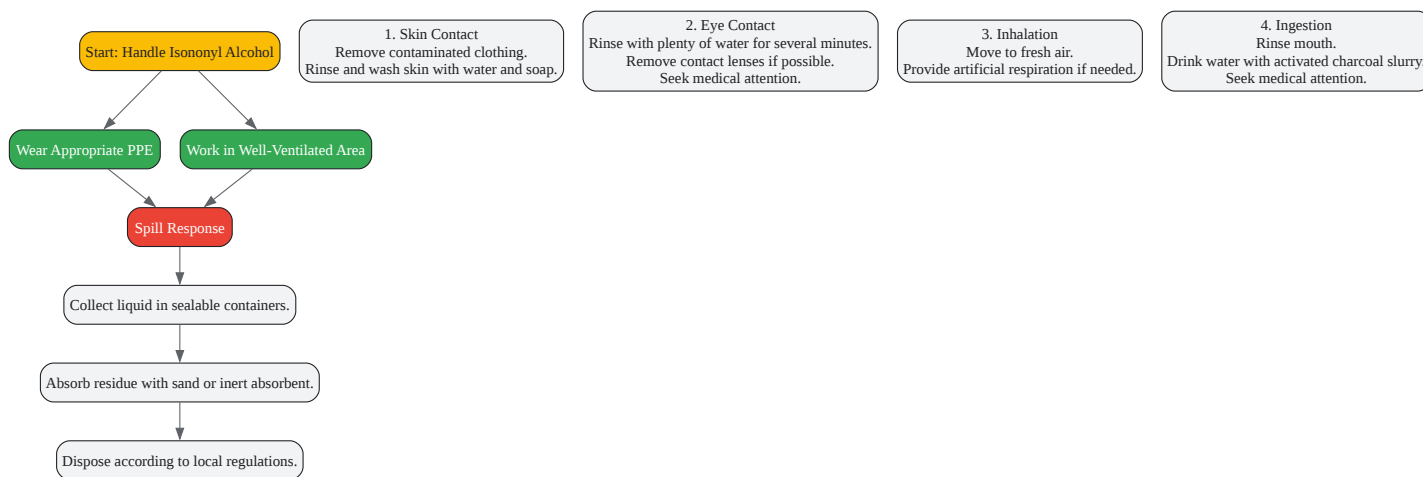 Start: Handle Isononyl Alcohol
1. Skin Contact
Remove contaminated clothing.
Rinse and wash skin with water and soap.
2. Eye Contact
Rinse with plenty of water for several minutes.
Remove contact lenses if possible.
Seek medical attention.
3. Inhalation
Move to fresh air.
Provide artificial respiration if needed.
4. Ingestion
Rinse mouth.
Drink water with activated charcoal slurry.
Seek medical attention.
Wear Appropriate PPE
Work in Well-Ventilated Area
Spill Response
Collect liquid in sealable containers.
Absorb residue with sand or inert absorbent.
Dispose according to local regulations.